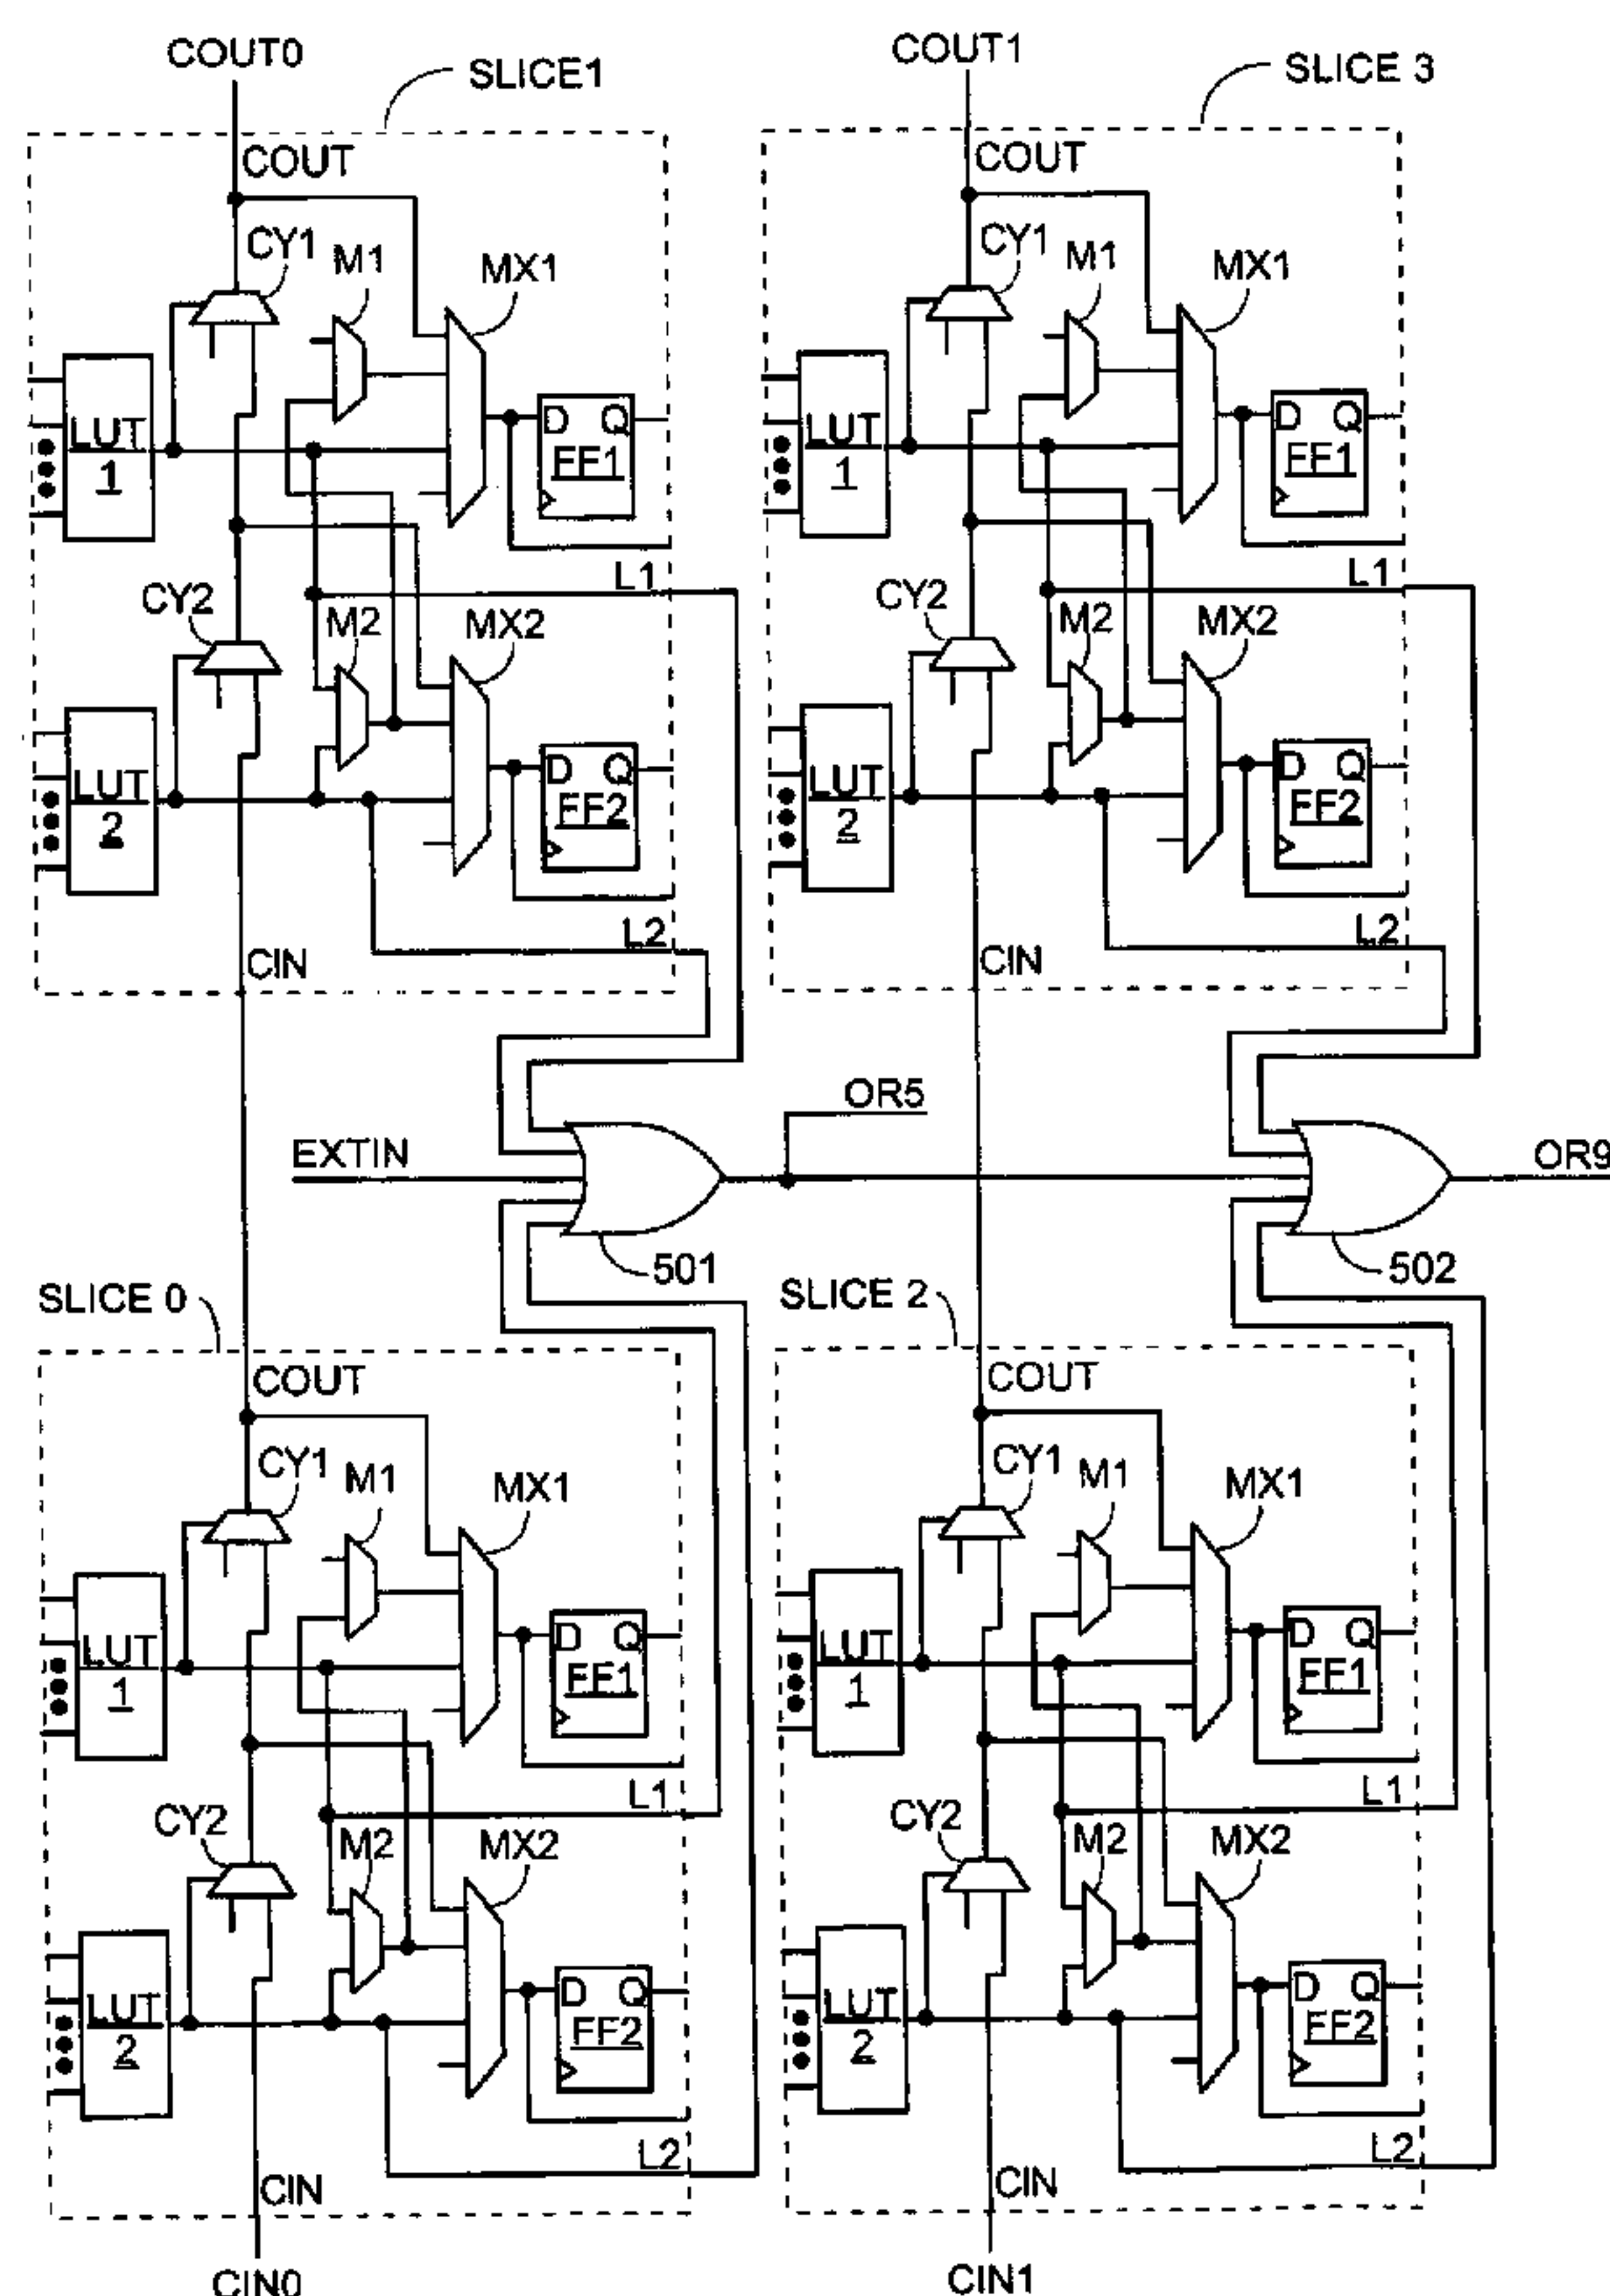 COUT0
SLICE1
COUT
CY1
M1
MX1
LUT
1
D Q
FF1
L1
CY2
M2
MX2
LUT
2
D Q
FF2
L2
CIN
COUT1
SLICE 3
COUT
CY1
M1
MX1
LUT
1
D Q
FF1
L1
CY2
M2
MX2
LUT
2
D Q
FF2
L2
CIN
EXTIN
OR5
501
OR9
502
SLICE 0
COUT
CY1
M1
MX1
LUT
1
D Q
FF1
L1
CY2
M2
MX2
LUT
2
D Q
FF2
L2
CIN
CIN0
SLICE 2
COUT
CY1
M1
MX1
LUT
1
D Q
FF1
L1
CY2
M2
MX2
LUT
2
D Q
FF2
L2
CIN
CIN1